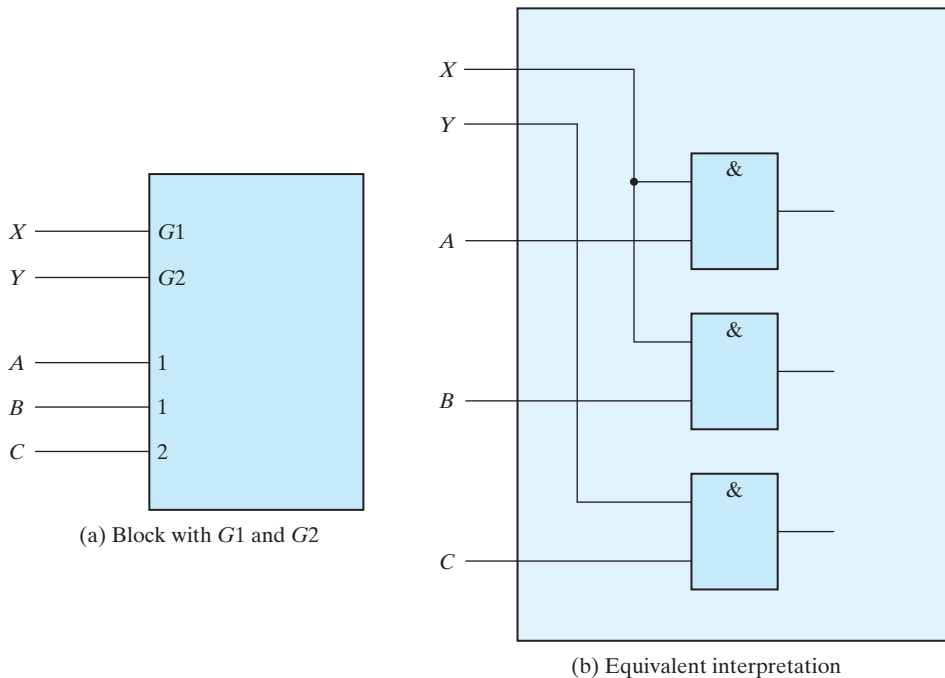 X
Y
A
B
C
G1
G2
1
1
2
(a) Block with G1 and G2
X
Y
A
B
C
&
&
&
(b) Equivalent interpretation